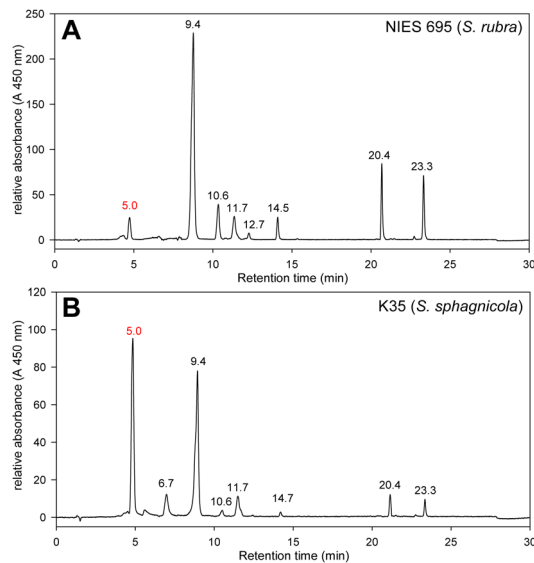 A
NIES 695 (S. rubra)
relative absorbance (A 450 nm)
250
200
150
100
50
0
9.4
5.0
10.6
11.7
12.7
14.5
20.4
23.3
0 5 10 15 20 25 30
Retention time (min)
B
K35 (S. sphagnicola)
relative absorbance (A 450 nm)
120
100
80
60
40
20
0
5.0
9.4
6.7
10.6
11.7
14.7
20.4
23.3
0 5 10 15 20 25 30
Retention time (min)